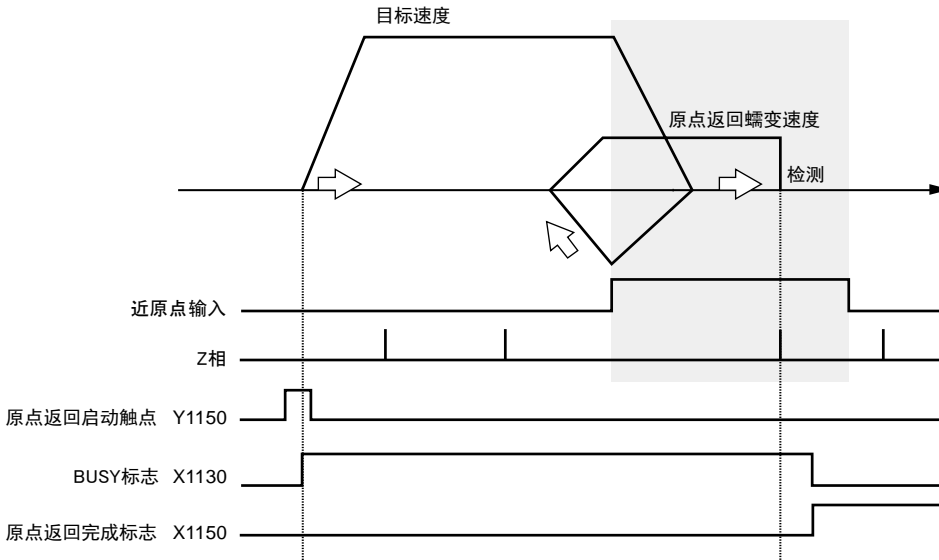 目标速度
原点返回蠕变速度
检测
近原点输入
Z相
原点返回启动触点 Y1150
BUSY标志 X1130
原点返回完成标志 X1150